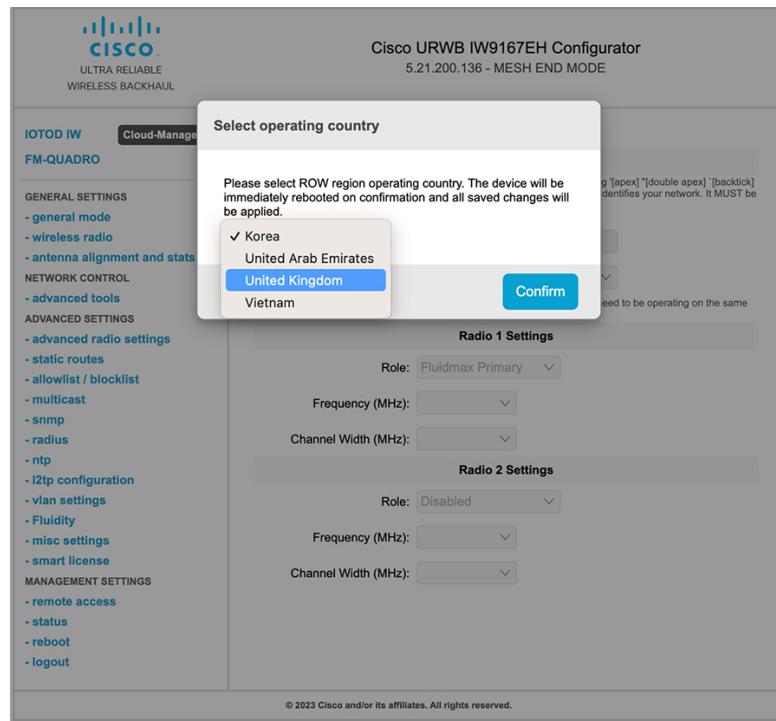 CISCO
ULTRA RELIABLE
WIRELESS BACKHAUL
Cisco URWB IW9167EH Configurator
5.21.200.136 - MESH END MODE
IOTOD IW
Cloud-Manage
FM-QUADRO
GENERAL SETTINGS
- general mode
- wireless radio
- antenna alignment and stats
NETWORK CONTROL
- advanced tools
ADVANCED SETTINGS
- advanced radio settings
- static routes
- allowlist / blocklist
- multicast
- snmp
- radius
- ntp
- l2tp configuration
- vlan settings
- Fluidity
- misc settings
- smart license
MANAGEMENT SETTINGS
- remote access
- status
- reboot
- logout
Select operating country
Please select ROW region operating country. The device will be
immediately rebooted on confirmation and all saved changes will
be applied.
✓ Korea
United Arab Emirates
United Kingdom
Vietnam
Confirm
g '[apex] "[double apex] `[backtick]
dentifies your network. It MUST be
eed to be operating on the same
Radio 1 Settings
Role: Fluidmax Primary
Frequency (MHz):
Channel Width (MHz):
Radio 2 Settings
Role: Disabled
Frequency (MHz):
Channel Width (MHz):
© 2023 Cisco and/or its affiliates. All rights reserved.